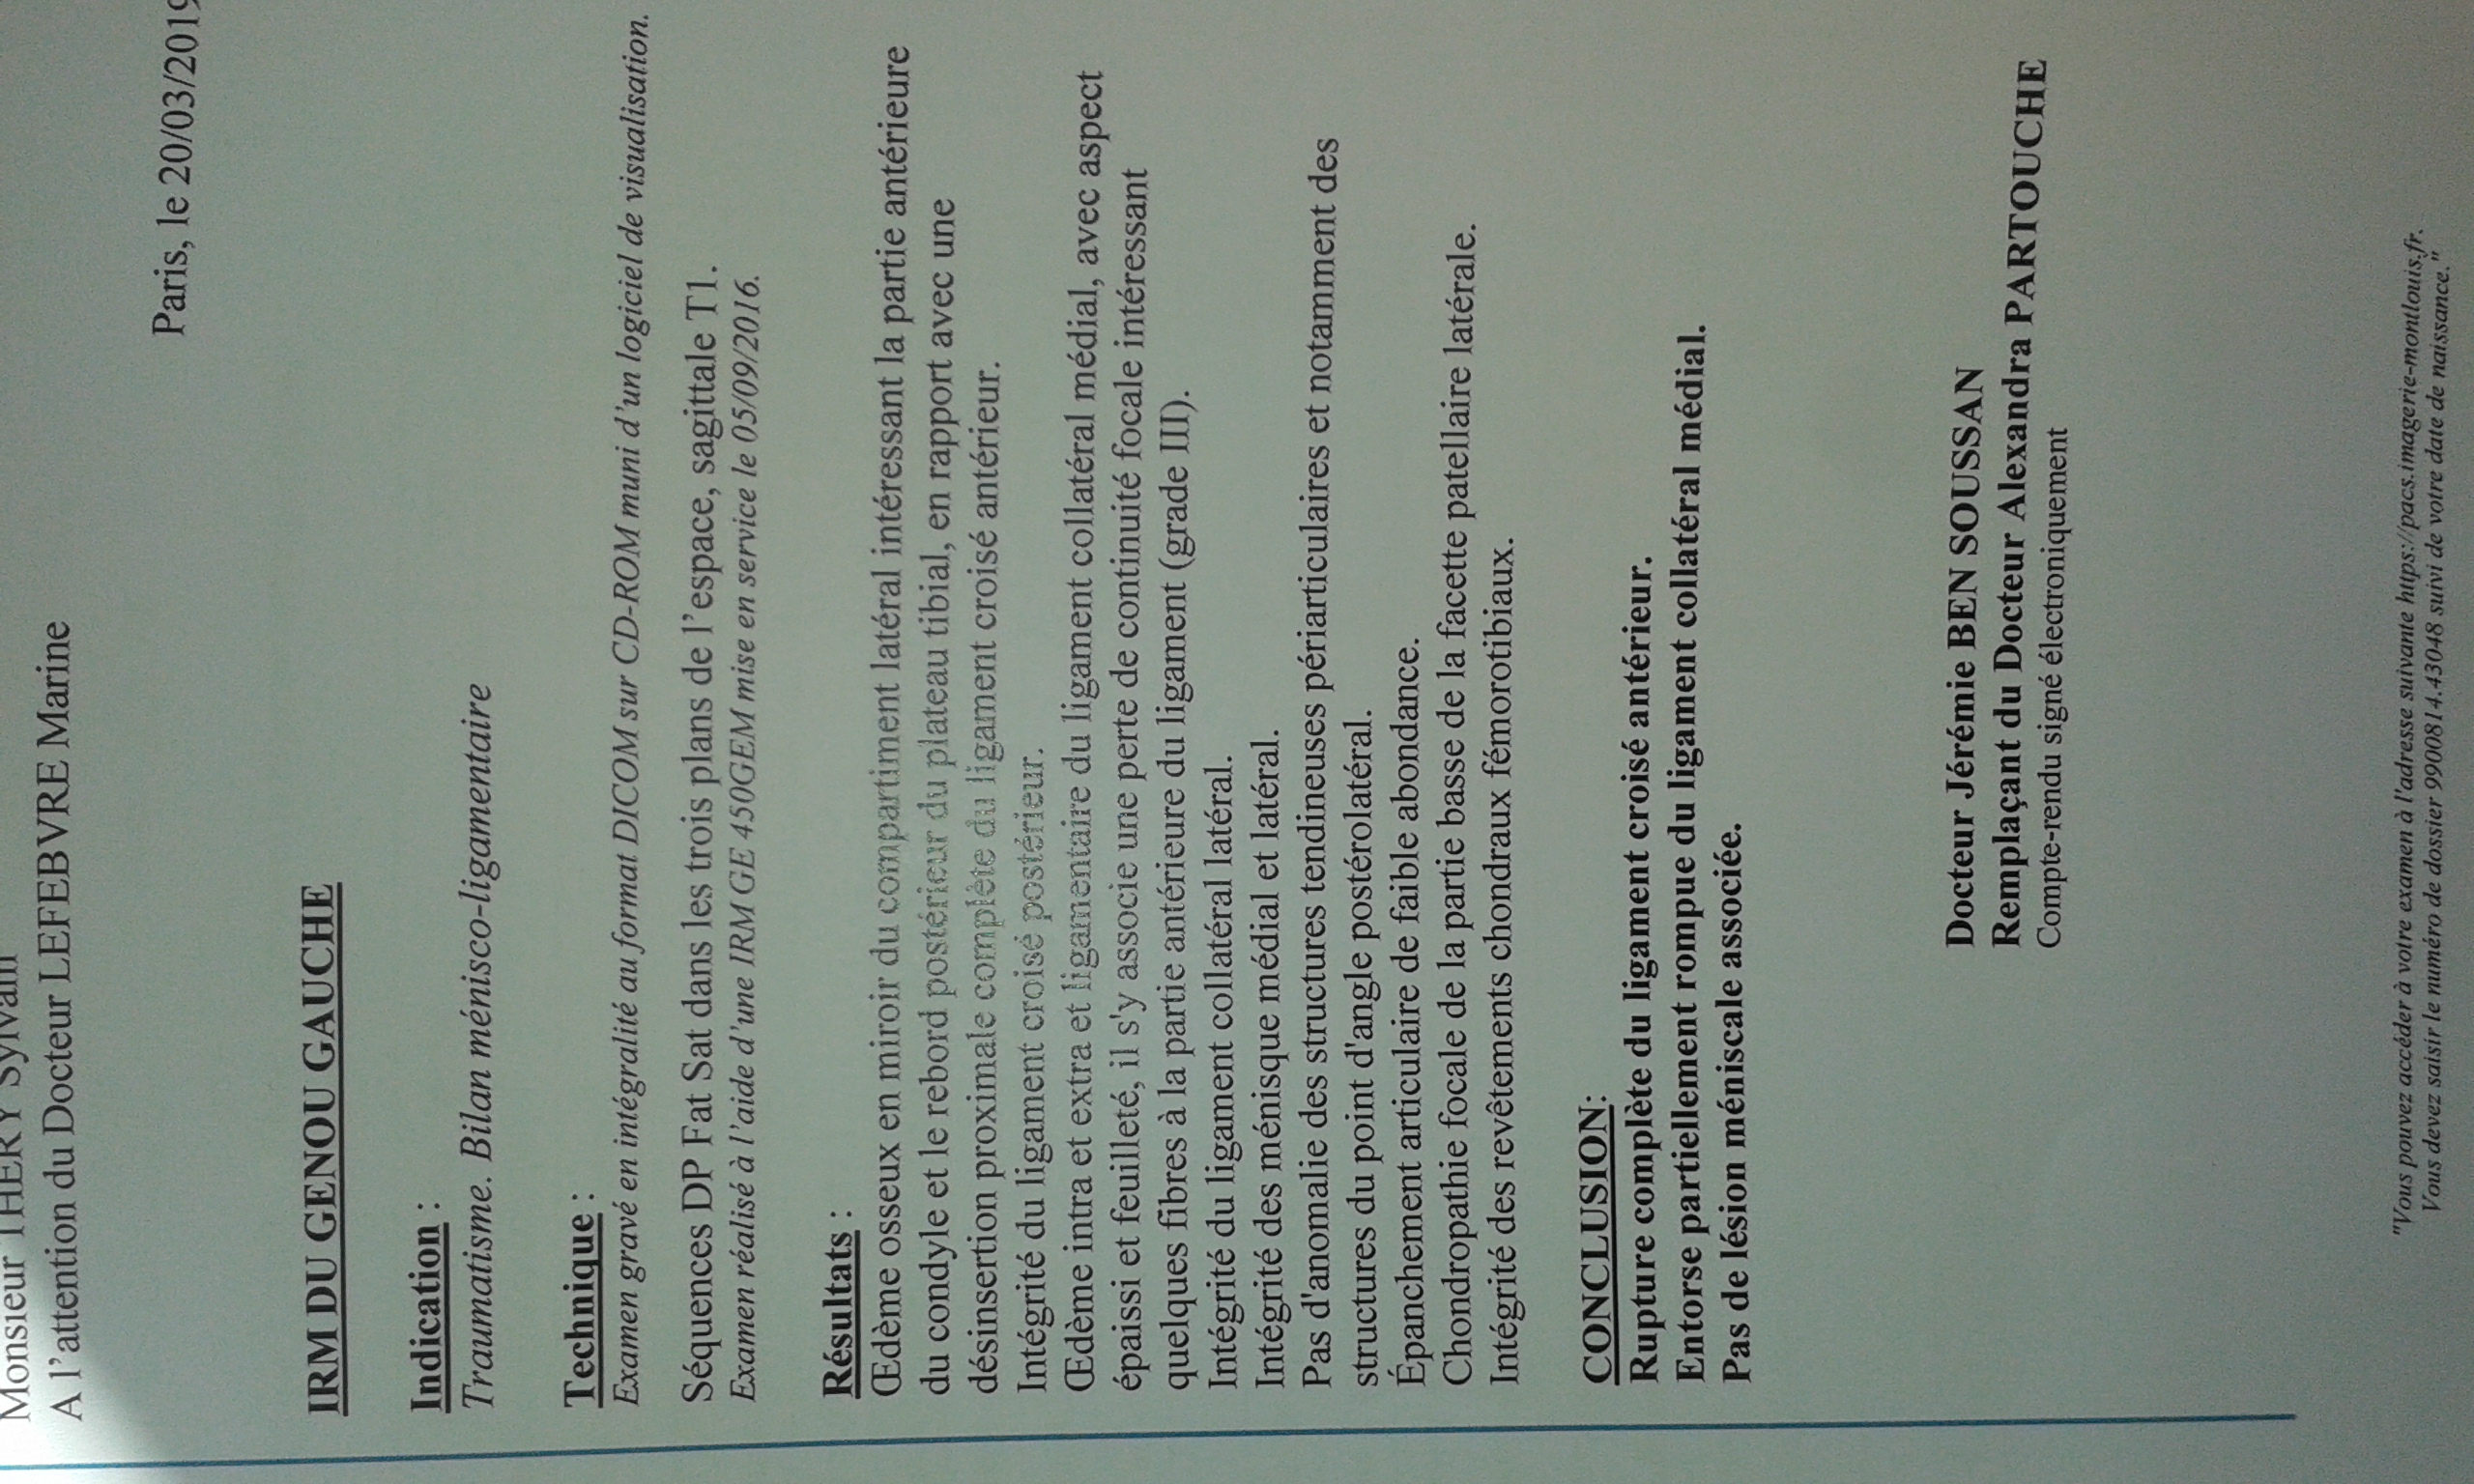 Monsieur THERY Sylvain
A l'attention du Docteur LEFEBVRE Marine
Paris, le 20/03/2019
IRM DU GENOU GAUCHE
Indication :
Traumatisme. Bilan ménisco-ligamentaire
Technique :
Examen gravé en intégralité au format DICOM sur CD-ROM muni d'un logiciel de visualisation.
Séquences DP Fat Sat dans les trois plans de l'espace, sagittale T1.
Examen réalisé à l'aide d'une IRM GE 450GEM mise en service le 05/09/2016.
Résultats :
Œdème osseux en miroir du compartiment latéral intéressant la partie antérieure
du condyle et le rebord postérieur du plateau tibial, en rapport avec une
désinsertion proximale complète du ligament croisé antérieur.
Intégrité du ligament croisé postérieur.
Œdème intra et extra et ligamentaire du ligament collatéral médial, avec aspect
épaissi et feuilleté, il s'y associe une perte de continuité focale intéressant
quelques fibres à la partie antérieure du ligament (grade III).
Intégrité du ligament collatéral latéral.
Intégrité des ménisque médial et latéral.
Pas d'anomalie des structures tendineuses périarticulaires et notamment des
structures du point d'angle postérolatéral.
Épanchement articulaire de faible abondance.
Chondropathie focale de la partie basse de la facette patellaire latérale.
Intégrité des revêtements chondraux fémorotibiaux.
CONCLUSION:
Rupture complète du ligament croisé antérieur.
Entorse partiellement rompue du ligament collatéral médial.
Pas de lésion méniscale associée.
Docteur Jérémie BEN SOUSSAN
Remplaçant du Docteur Alexandra PARTOUCHE
Compte-rendu signé électroniquement
"Vous pouvez accéder à votre examen à l'adresse suivante https://pacs.imagerie-montlouis.fr.
Vous devez saisir le numéro de dossier 9900814.43048 suivi de votre date de naissance."